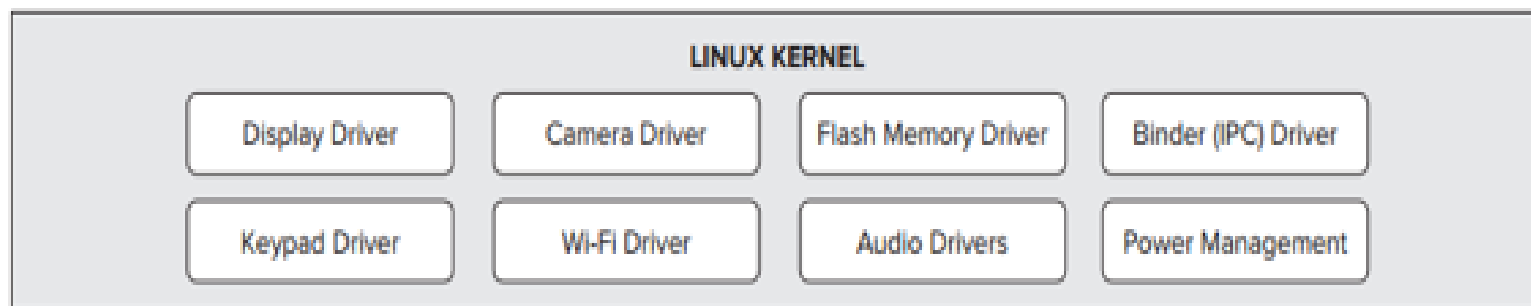 LINUX KERNEL
Display Driver Camera Driver Flash Memory Driver Binder (IPC) Driver
Keypad Driver Wi-Fi Driver Audio Drivers Power Management